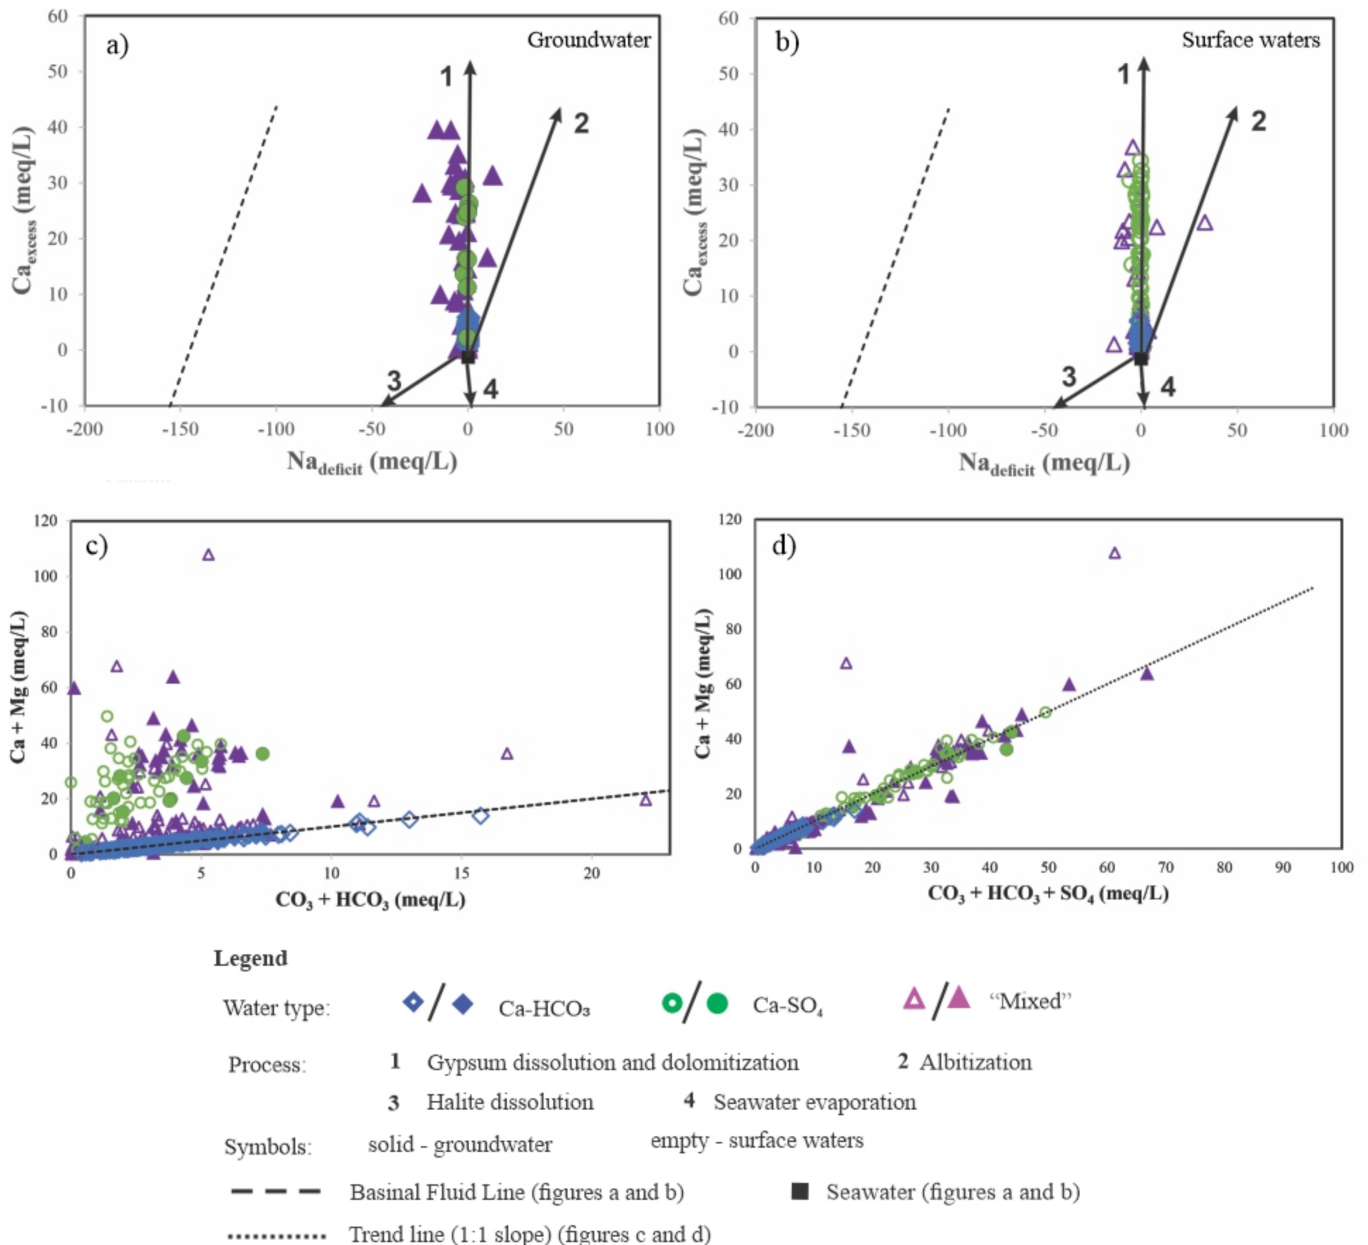 a) Groundwater
60
50
40
30
20
10
0
-10
Ca_excess (meq/L)
1
2
3
4
-200 -150 -100 -50 0 50 100
Na_deficit (meq/L)
b) Surface waters
60
50
40
30
20
10
0
-10
Ca_excess (meq/L)
1
2
3
4
-200 -150 -100 -50 0 50 100
Na_deficit (meq/L)
c)
120
100
80
60
40
20
0
Ca + Mg (meq/L)
0 5 10 15 20
CO₃ + HCO₃ (meq/L)
d)
120
100
80
60
40
20
0
Ca + Mg (meq/L)
0 10 20 30 40 50 60 70 80 90 100
CO₃ + HCO₃ + SO₄ (meq/L)
Legend
Water type: / Ca-HCO₃ / Ca-SO₄ / “Mixed”
Process: 1 Gypsum dissolution and dolomitization 2 Albitization
3 Halite dissolution 4 Seawater evaporation
Symbols: solid - groundwater empty - surface waters
Basinal Fluid Line (figures a and b) Seawater (figures a and b)
Trend line (1:1 slope) (figures c and d)